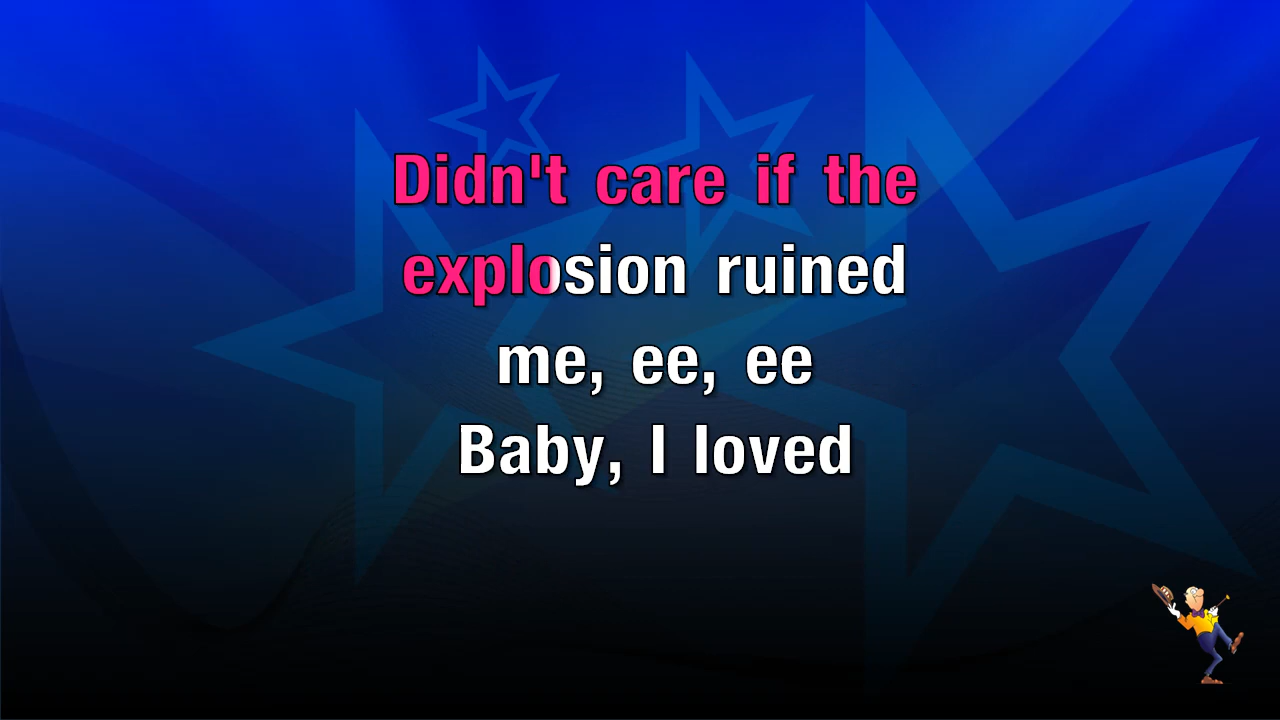 Didn't care if the
explosion ruined
me, ee, ee
Baby, I loved